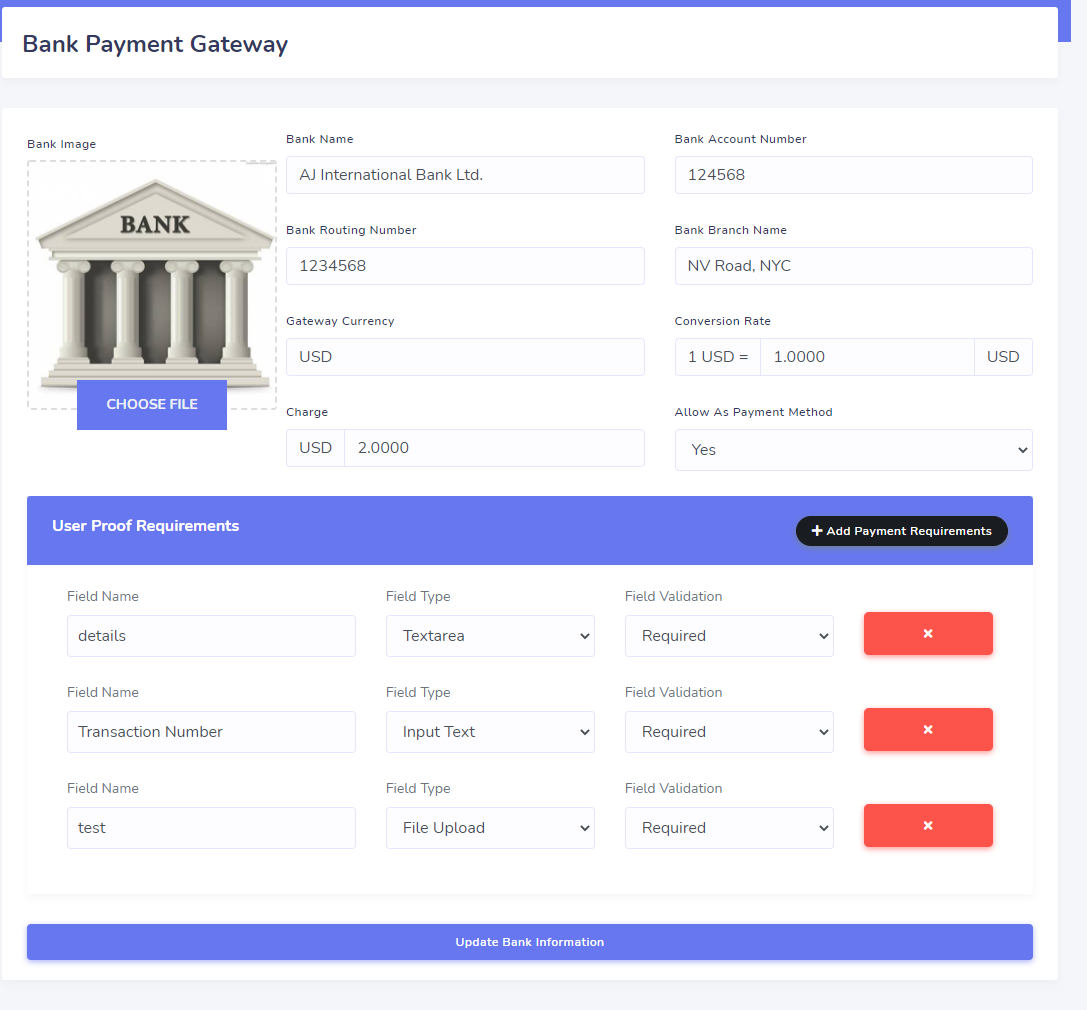 Bank Payment Gateway
Bank Image
BANK
CHOOSE FILE
Bank Name
Bank Account Number
AJ International Bank Ltd.
124568
Bank Routing Number
Bank Branch Name
1234568
NV Road, NYC
Gateway Currency
Conversion Rate
USD
1 USD = 1.0000 USD
Charge
Allow As Payment Method
USD 2.0000
Yes
User Proof Requirements
Add Payment Requirements
Field Name Field Type Field Validation
details Textarea Required
Field Name Field Type Field Validation
Transaction Number Input Text Required
Field Name Field Type Field Validation
test File Upload Required
Update Bank Information